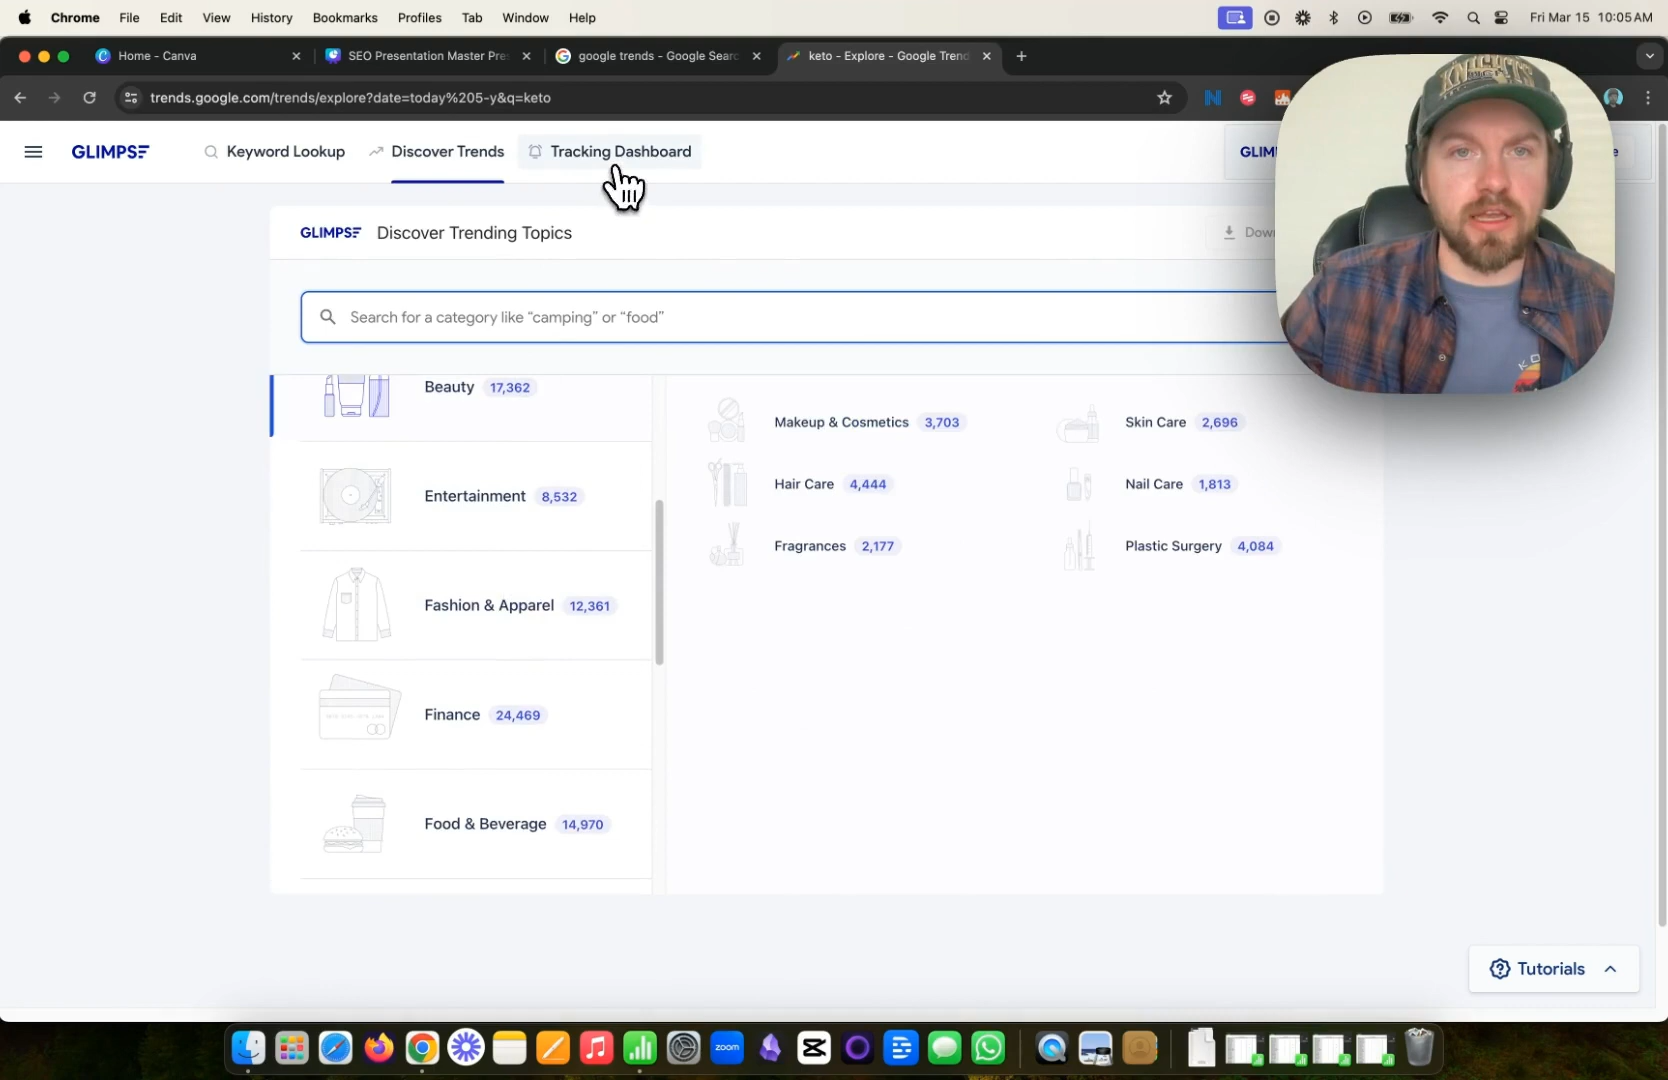 Chrome File Edit View History Bookmarks Profiles Tab Window Help Fri Mar 15 10:05 AM
Home - Canva SEO Presentation Master Pre google trends - Google Searc keto - Explore - Google Trend
trends.google.com/trends/explore?date=today%205-y&q=keto
GLIMPSE Keyword Lookup Discover Trends Tracking Dashboard GLIM e
GLIMPSE Discover Trending Topics Down
Search for a category like “camping” or “food”
Beauty 17,362
Makeup & Cosmetics 3,703 Skin Care 2,696
Hair Care 4,444 Nail Care 1,813
Entertainment 8,532
Fragrances 2,177 Plastic Surgery 4,084
Fashion & Apparel 12,361
Finance 24,469
Food & Beverage 14,970
Tutorials
zoom